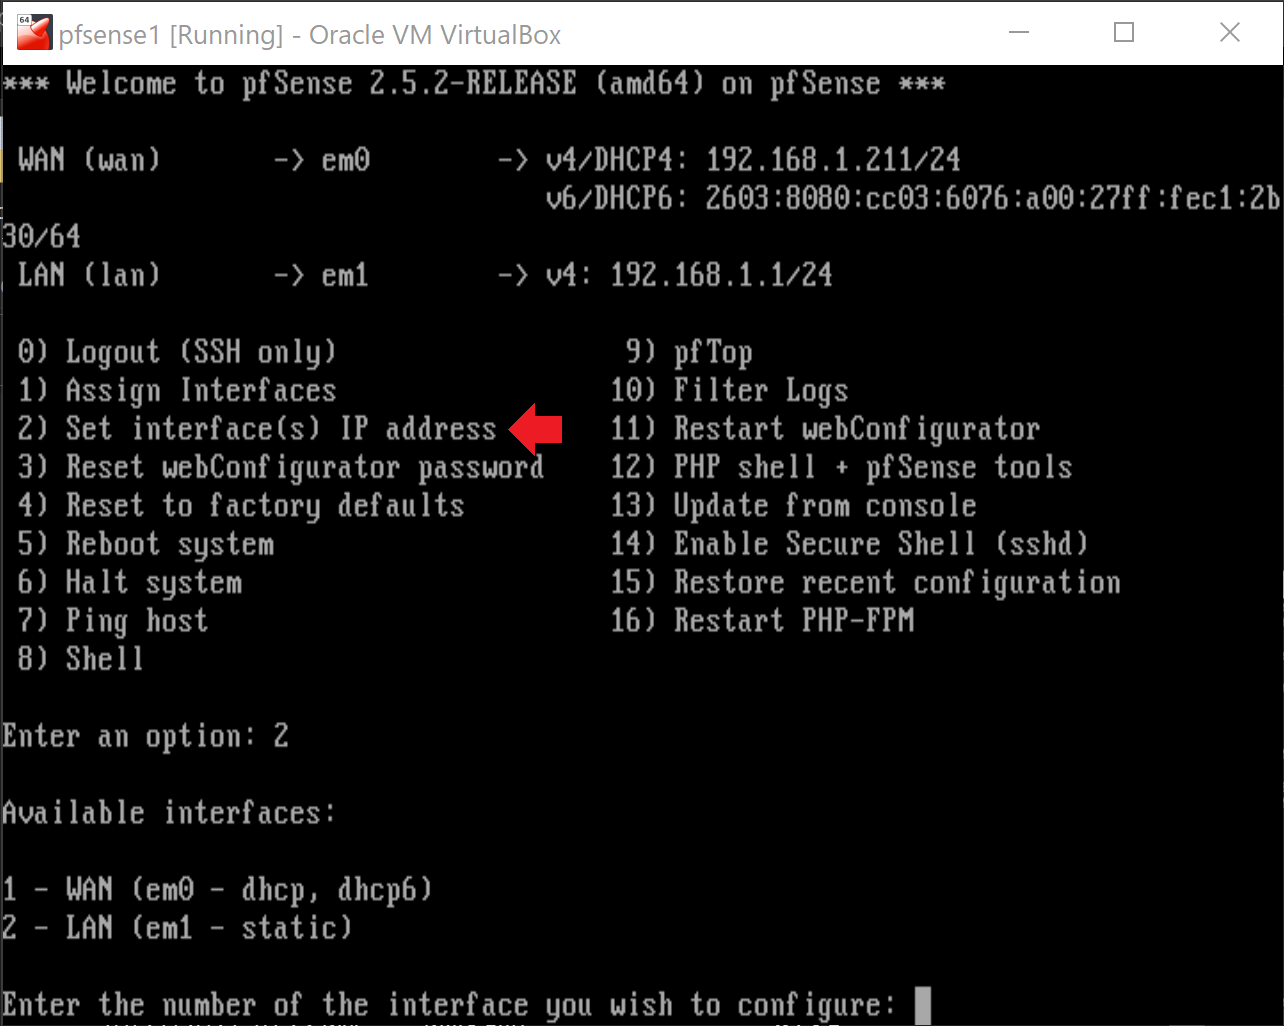 64
pfsense1 [Running] - Oracle VM VirtualBox
*** Welcome to pfSense 2.5.2-RELEASE (amd64) on pfSense ***
WAN (wan) -> em0 -> v4/DHCP4: 192.168.1.211/24
v6/DHCP6: 2603:8080:cc03:6076:a00:27ff:fec1:2b
30/64
LAN (lan) -> em1 -> v4: 192.168.1.1/24
0) Logout (SSH only) 9) pfTop
1) Assign Interfaces 10) Filter Logs
2) Set interface(s) IP address 11) Restart webConfigurator
3) Reset webConfigurator password 12) PHP shell + pfSense tools
4) Reset to factory defaults 13) Update from console
5) Reboot system 14) Enable Secure Shell (sshd)
6) Halt system 15) Restore recent configuration
7) Ping host 16) Restart PHP-FPM
8) Shell
Enter an option: 2
Available interfaces:
1 - WAN (em0 - dhcp, dhcp6)
2 - LAN (em1 - static)
Enter the number of the interface you wish to configure: